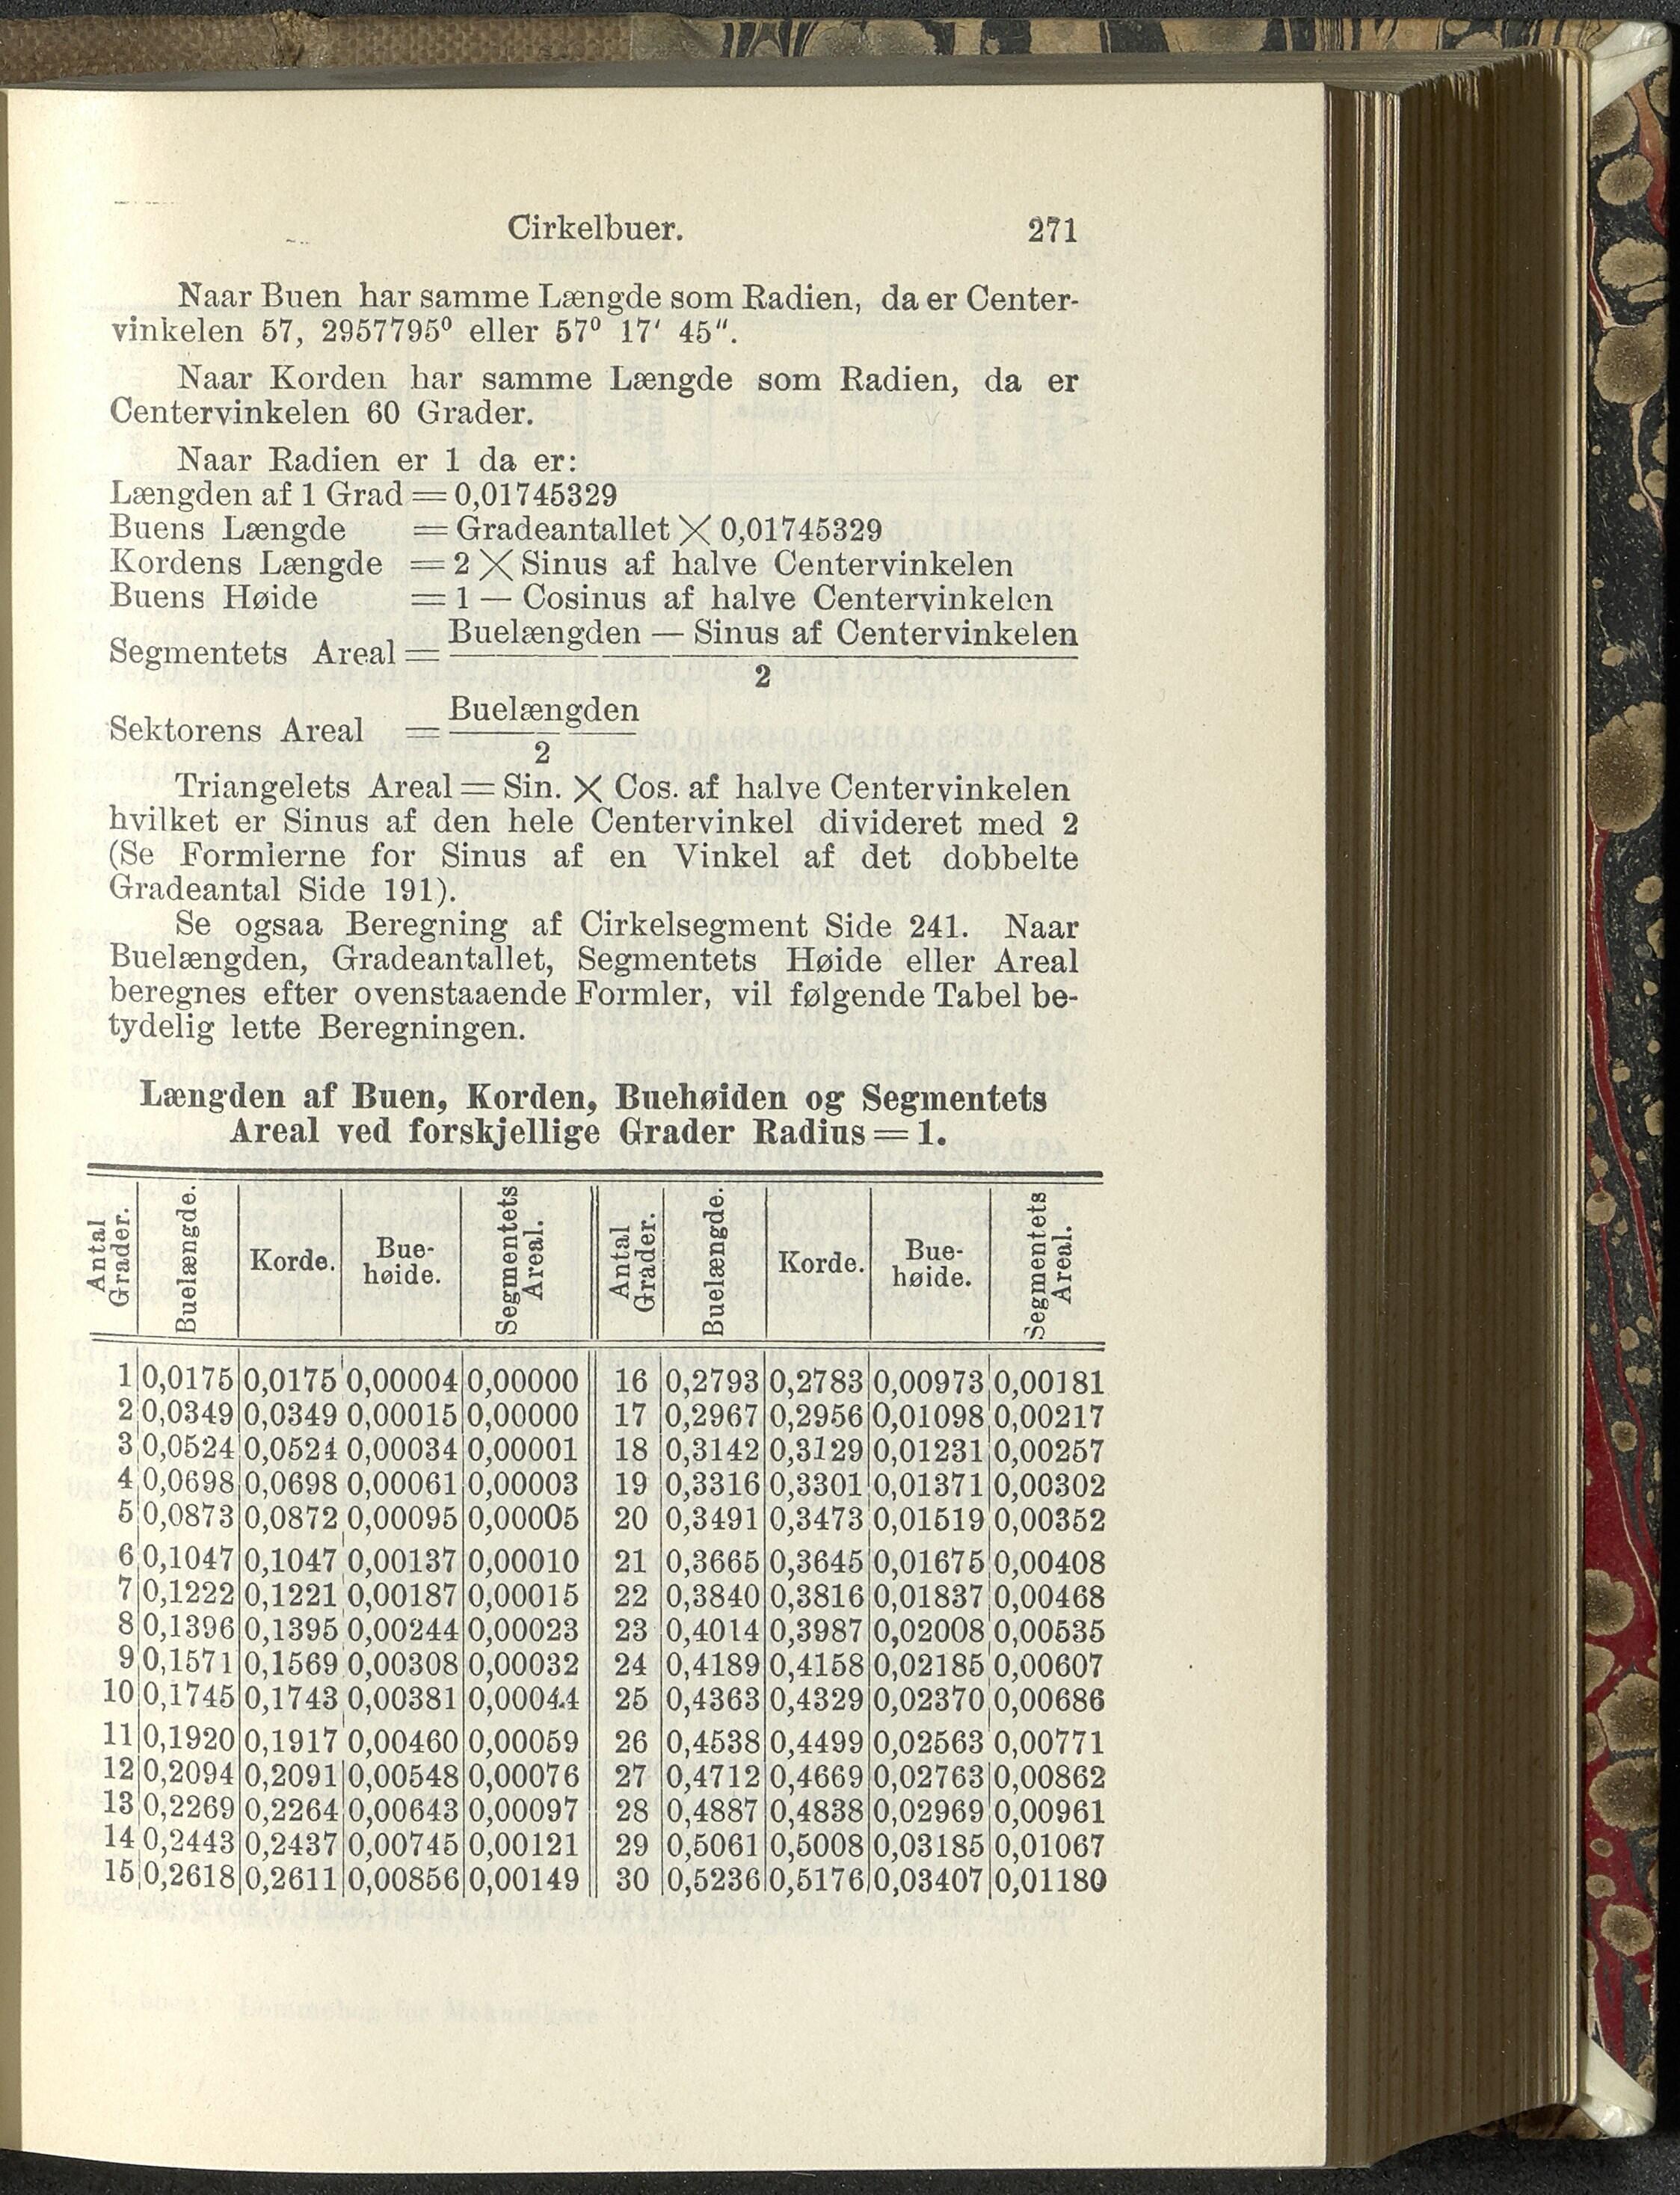 Cirkelbuer. 271
Naar Buen har samme Længde som Radien, da er Center-
vinkelen 57, 2957795⁰ eller 57⁰ 17′ 45″.
Naar Korden har samme Længde som Radien, da er
Centervinkelen 60 Grader.
Naar Radien er 1 da er:
Længden af 1 Grad = 0,01745329
Buens Længde = Gradeantallet ✕ 0,01745329
Kordens Længde = 2 ✕ Sinus af halve Centervinkelen
Buens Høide = 1 — Cosinus af halve Centervinkelen
Buelængden — Sinus af Centervinkelen
Segmentets Areal =
2
Buelængden
Sektorens Areal =
2
Triangelets Areal = Sin. ✕ Cos. af halve Centervinkelen
hvilket er Sinus af den hele Centervinkel divideret med 2
(Se Formlerne for Sinus af en Vinkel af det dobbelte
Gradeantal Side 191).
Se ogsaa Beregning af Cirkelsegment Side 241. Naar
Buelængden, Gradeantallet, Segmentets Høide eller Areal
beregnes efter ovenstaaende Formler, vil følgende Tabel be-
tydelig lette Beregningen.
Længden af Buen, Korden, Buehøiden og Segmentets
Areal ved forskjellige Grader Radius = 1.
Antal Grader. Buelængde. Korde. Bue-høide. Segmentets Areal. Antal Grader. Buelængde. Korde. Bue-høide. Segmentets Areal.
1 0,0175 0,0175 0,00004 0,00000 16 0,2793 0,2783 0,00973 0,00181
2 0,0349 0,0349 0,00015 0,00000 17 0,2967 0,2956 0,01098 0,00217
3 0,0524 0,0524 0,00034 0,00001 18 0,3142 0,3129 0,01231 0,00257
4 0,0698 0,0698 0,00061 0,00003 19 0,3316 0,3301 0,01371 0,00302
5 0,0873 0,0872 0,00095 0,00005 20 0,3491 0,3473 0,01519 0,00352
6 0,1047 0,1047 0,00137 0,00010 21 0,3665 0,3645 0,01675 0,00408
7 0,1222 0,1221 0,00187 0,00015 22 0,3840 0,3816 0,01837 0,00468
8 0,1396 0,1395 0,00244 0,00023 23 0,4014 0,3987 0,02008 0,00535
9 0,1571 0,1569 0,00308 0,00032 24 0,4189 0,4158 0,02185 0,00607
10 0,1745 0,1743 0,00381 0,00044 25 0,4363 0,4329 0,02370 0,00686
11 0,1920 0,1917 0,00460 0,00059 26 0,4538 0,4499 0,02563 0,00771
12 0,2094 0,2091 0,00548 0,00076 27 0,4712 0,4669 0,02763 0,00862
13 0,2269 0,2264 0,00643 0,00097 28 0,4887 0,4838 0,02969 0,00961
14 0,2443 0,2437 0,00745 0,00121 29 0,5061 0,5008 0,03185 0,01067
15 0,2618 0,2611 0,00856 0,00149 30 0,5236 0,5176 0,03407 0,01180